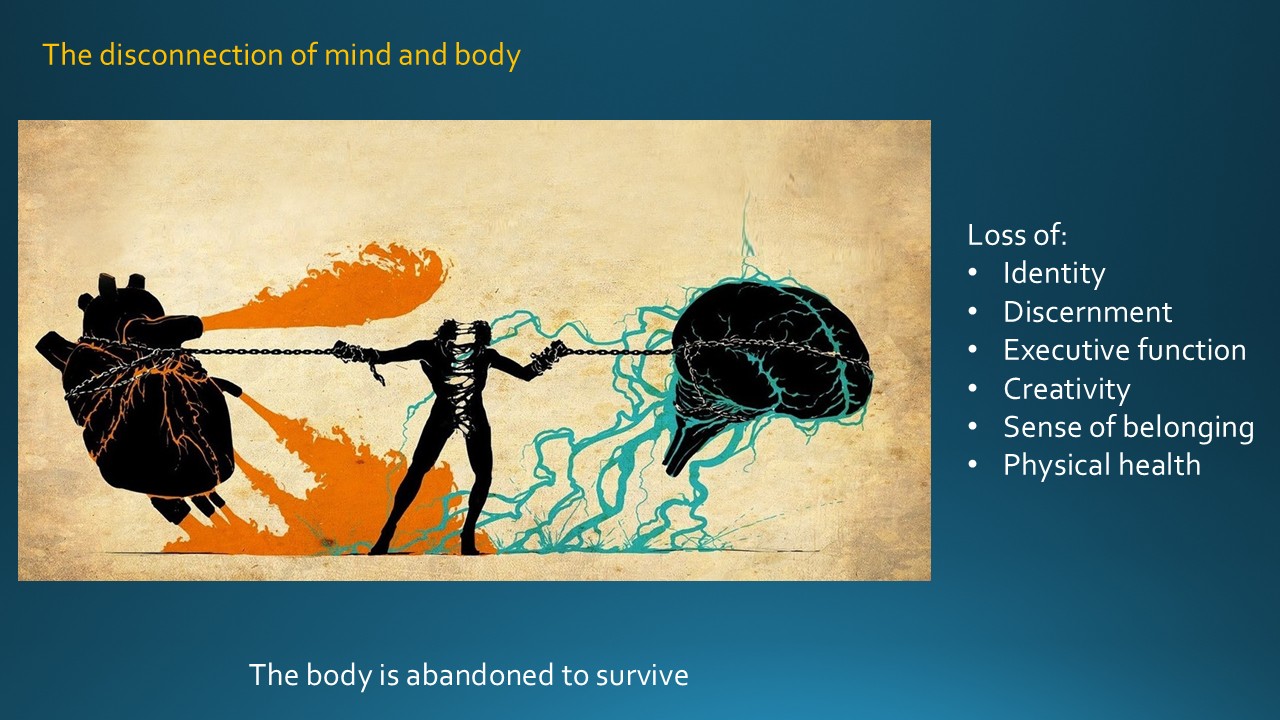 The disconnection of mind and body
Loss of:
• Identity
• Discernment
• Executive function
• Creativity
• Sense of belonging
• Physical health
The body is abandoned to survive